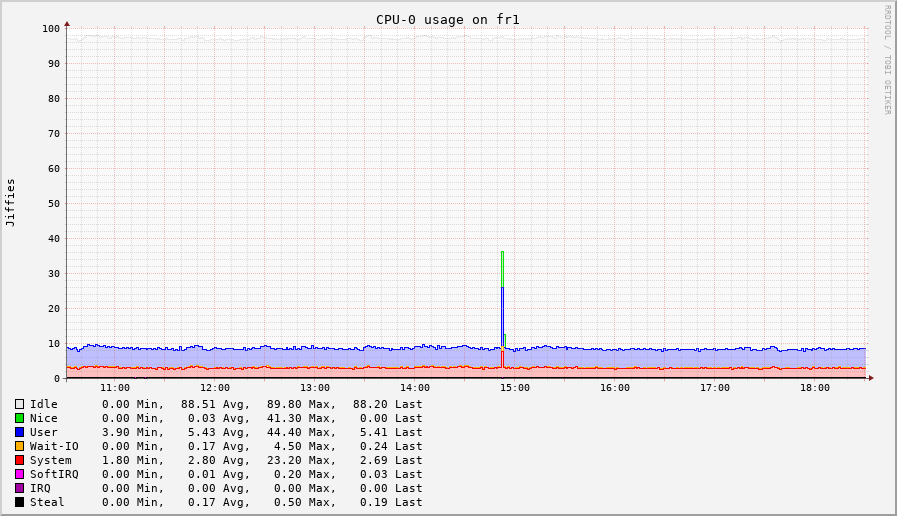 CPU-0 usage on fr1
RRDTOOL / TOBI OETIKER
Jiffies
100
90
80
70
60
50
40
30
20
10
0
11:00 12:00 13:00 14:00 15:00 16:00 17:00 18:00
Idle 0.00 Min, 88.51 Avg, 89.80 Max, 88.20 Last
Nice 0.00 Min, 0.03 Avg, 41.30 Max, 0.00 Last
User 3.90 Min, 5.43 Avg, 44.40 Max, 5.41 Last
Wait-IO 0.00 Min, 0.17 Avg, 4.50 Max, 0.24 Last
System 1.80 Min, 2.80 Avg, 23.20 Max, 2.69 Last
SoftIRQ 0.00 Min, 0.01 Avg, 0.20 Max, 0.03 Last
IRQ 0.00 Min, 0.00 Avg, 0.00 Max, 0.00 Last
Steal 0.00 Min, 0.17 Avg, 0.50 Max, 0.19 Last